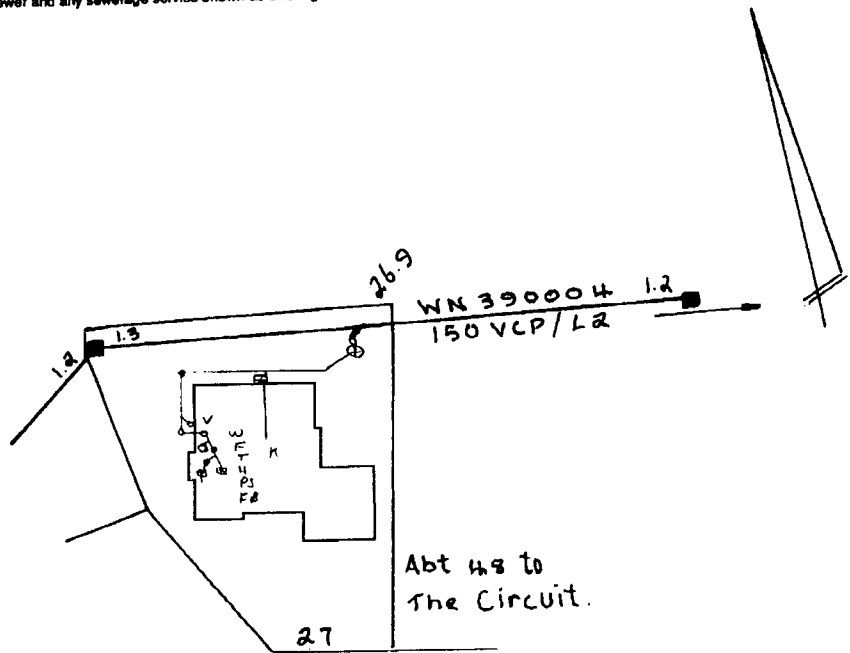 26.9
WN 390004 1.2
150 VCP/L2
1.3
1.2
V
W
K
PS
FB
Abt 48 to
The Circuit.
27